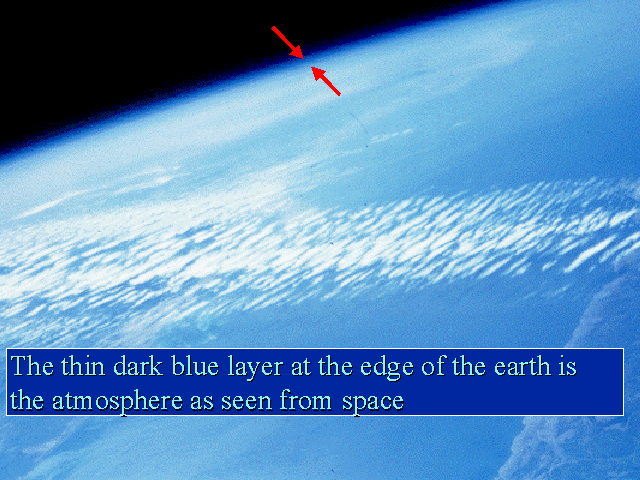 The thin dark blue layer at the edge of the earth is
the atmosphere as seen from space